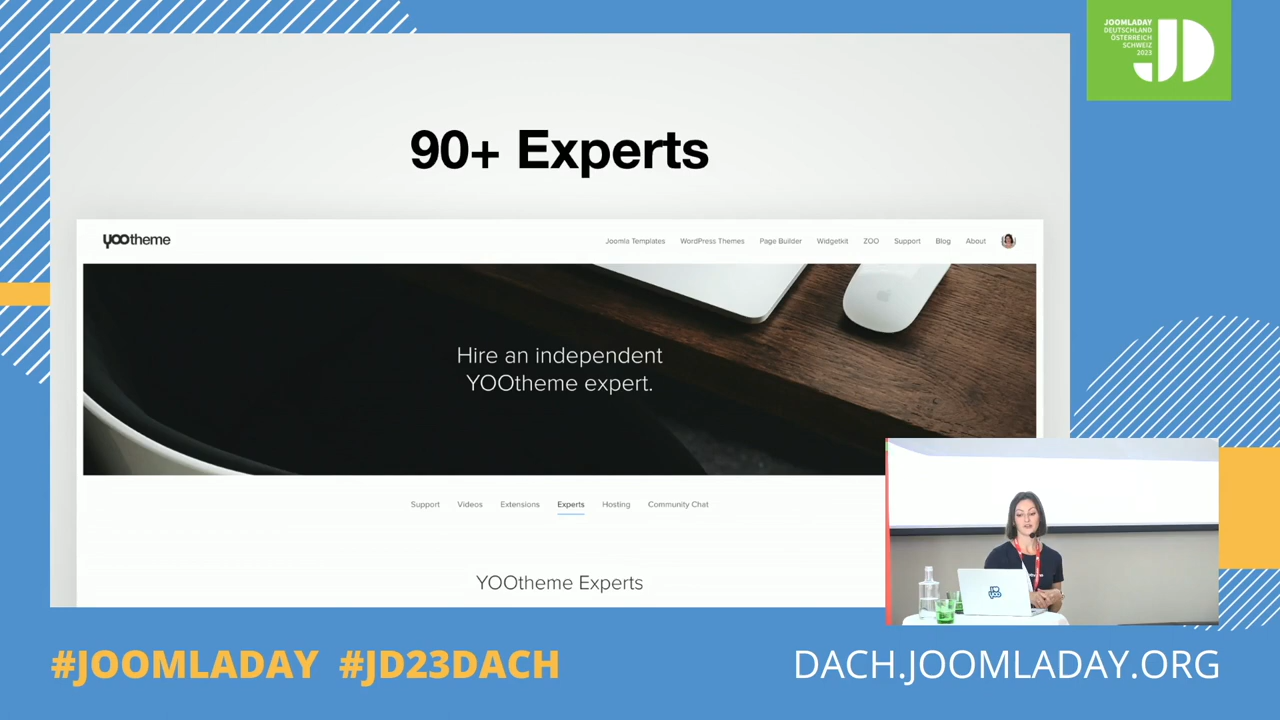 JOOMLADAY
DEUTSCHLAND
ÖSTERREICH
SCHWEIZ
2023
JD
90+ Experts
yootheme
Joomla Templates WordPress Themes Page Builder Widgetkit ZOO Support Blog About
Hire an independent
YOOtheme expert.
Support Videos Extensions Experts Hosting Community Chat
YOOtheme Experts
#JOOMLADAY #JD23DACH
DACH.JOOMLADAY.ORG